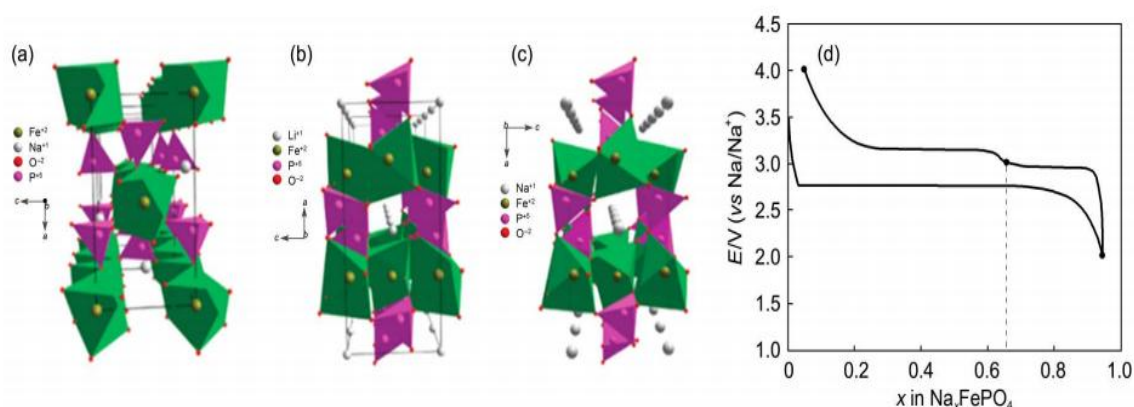 (a)
Fe+2
Na+1
O−2
P+5
c
b
a
(b)
Li+1
Fe+2
P+5
O−2
a
c
b
(c)
b
c
a
Na+1
Fe+2
P+5
O−2
(d)
4.5
4.0
3.5
3.0
2.5
2.0
1.5
1.0
E/V (vs Na/Na+)
0
0.2
0.4
0.6
0.8
1.0
x in NaxFePO4